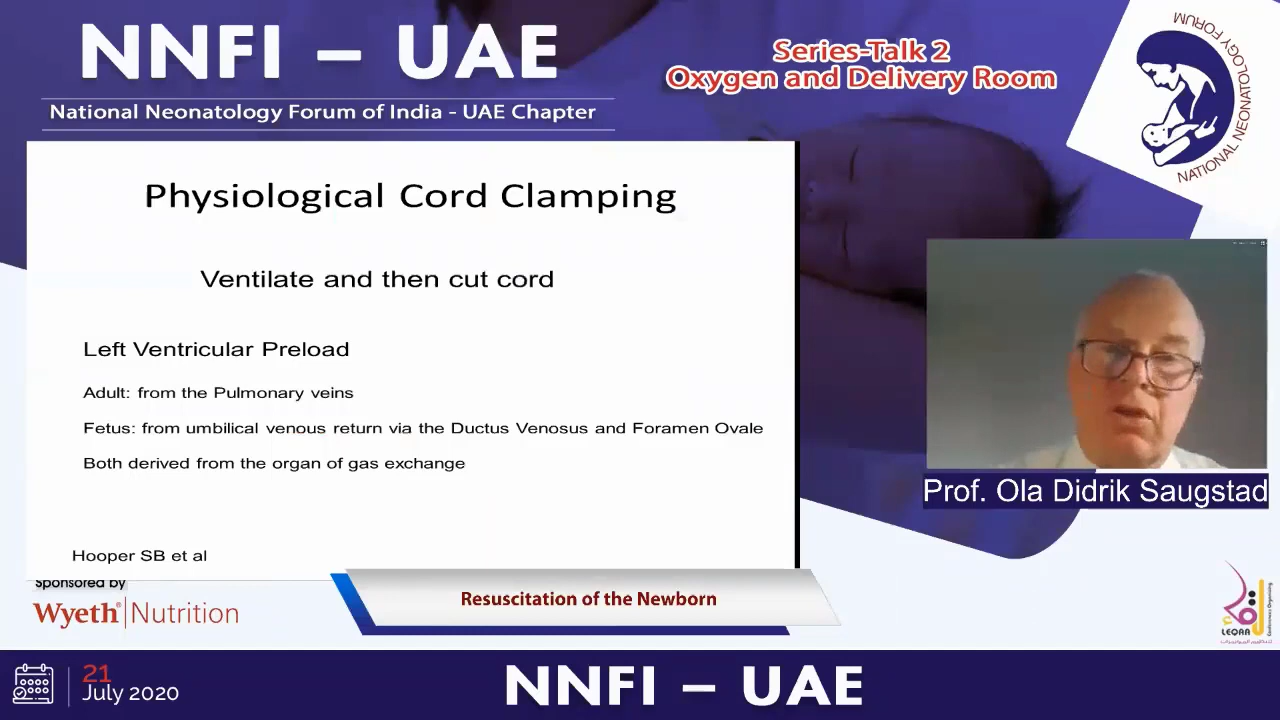 NNFI – UAE
National Neonatology Forum of India - UAE Chapter
Series-Talk 2
Oxygen and Delivery Room
NATIONAL NEONATOLOGY FORUM
Physiological Cord Clamping
Ventilate and then cut cord
Left Ventricular Preload
Adult: from the Pulmonary veins
Fetus: from umbilical venous return via the Ductus Venosus and Foramen Ovale
Both derived from the organ of gas exchange
Hooper SB et al
Prof. Ola Didrik Saugstad
Sponsored by
Wyeth® Nutrition
Resuscitation of the Newborn
LEQAA
21
July 2020
NNFI – UAE